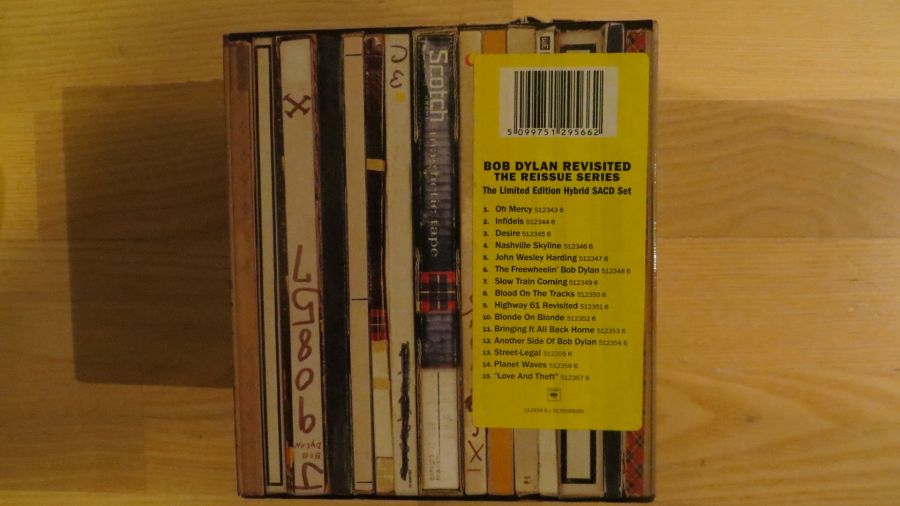 C W
Scotch
magnetic tape
758064
BOB
Dylan
5 099751 295662
BOB DYLAN REVISITED
THE REISSUE SERIES
The Limited Edition Hybrid SACD Set
1. Oh Mercy 512343 6
2. Infidels 512344 6
3. Desire 512345 6
4. Nashville Skyline 512346 6
5. John Wesley Harding 512347 6
6. The Freewheelin' Bob Dylan 512348 6
7. Slow Train Coming 512349 6
8. Blood On The Tracks 512350 6
9. Highway 61 Revisited 512351 6
10. Blonde On Blonde 512352 6
11. Bringing It All Back Home 512353 6
12. Another Side Of Bob Dylan 512354 6
13. Street-Legal 512355 6
14. Planet Waves 512356 6
15. "Love And Theft" 512357 6